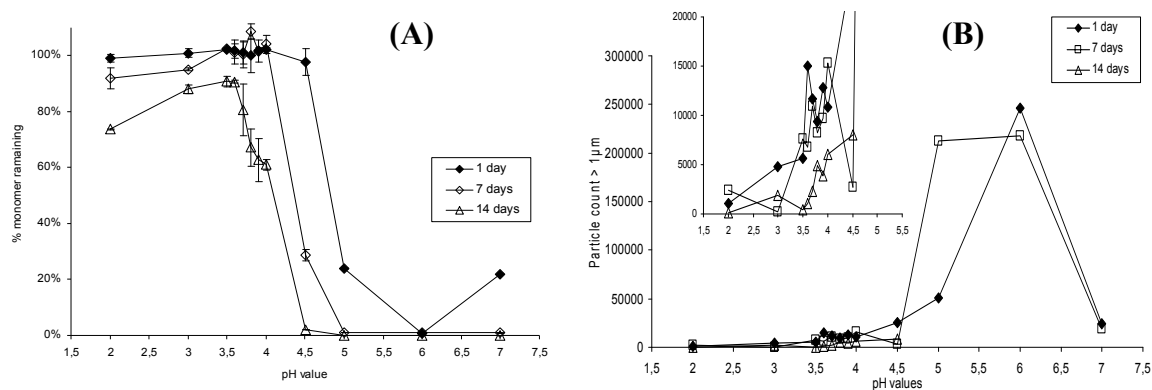 (A)
% monomer ramaining
100%
80%
60%
40%
20%
0%
1,5 2 2,5 3 3,5 4 4,5 5 5,5 6 6,5 7 7,5
pH value
1 day
7 days
14 days
(B)
20000
15000
10000
5000
0
1,5 2 2,5 3 3,5 4 4,5 5 5,5
Particle count > 1 µm
300000
250000
200000
150000
100000
50000
0
1,5 2 2,5 3 3,5 4 4,5 5 5,5 6 6,5 7 7,5
pH values
1 day
7 days
14 days